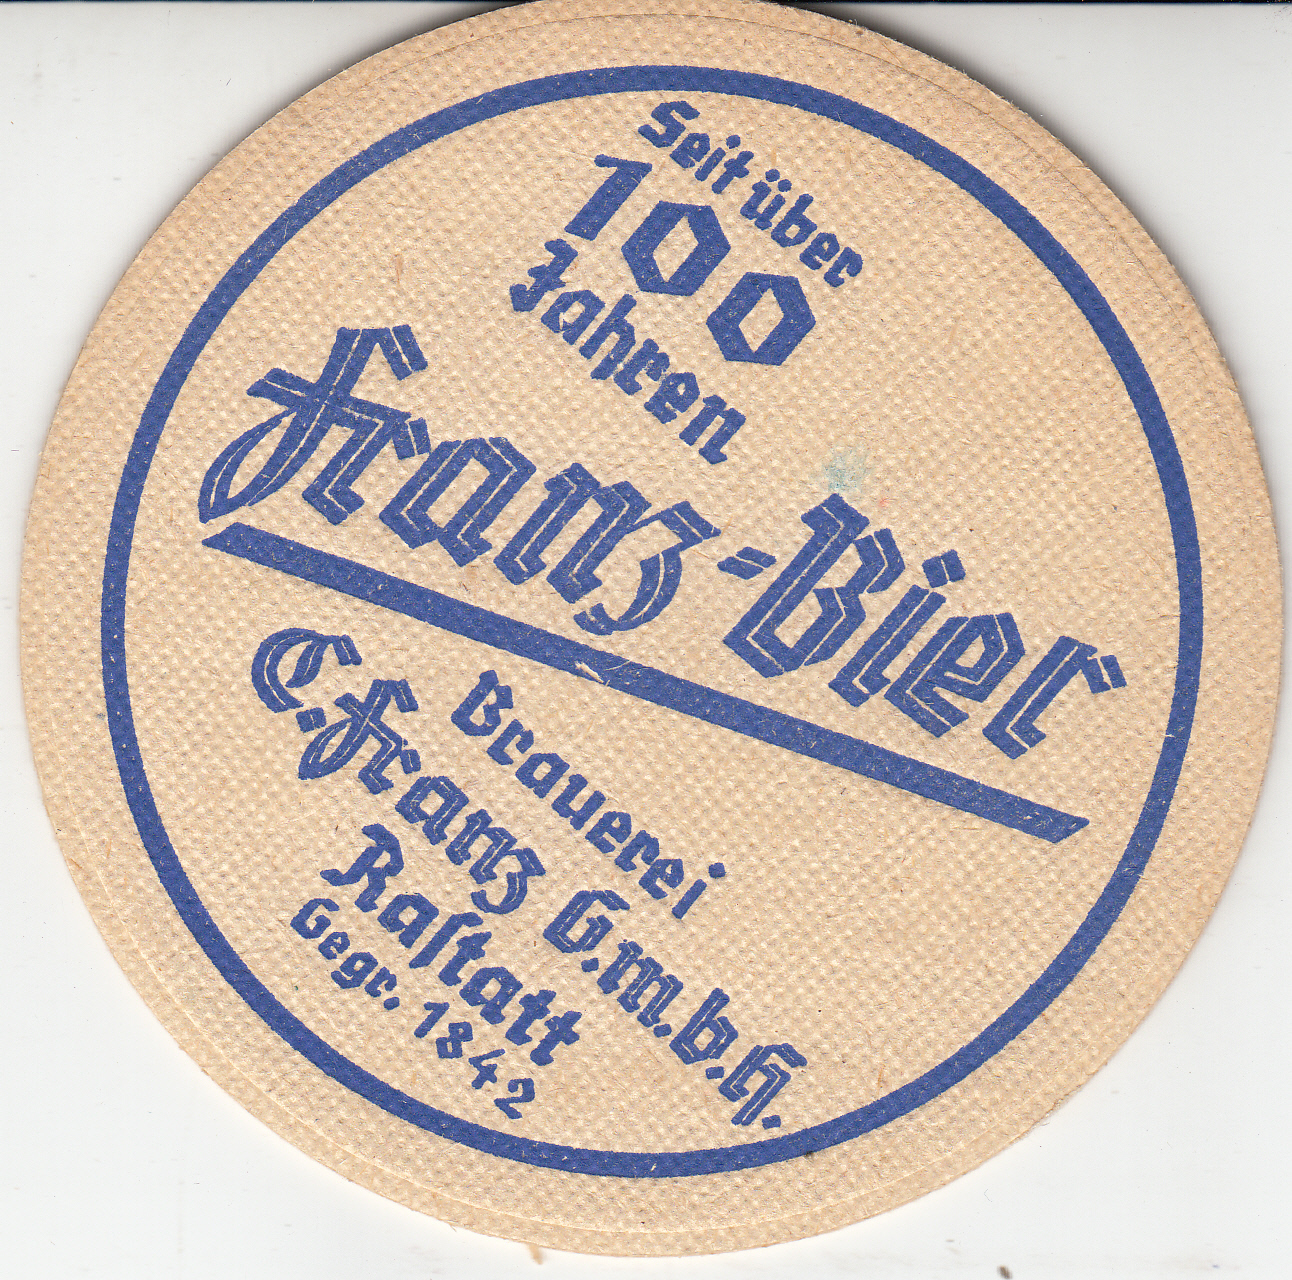 Seit über
100
Jahren
Franz-Bier
Brauerei
C. Franz G.m.b.H.
Raſtatt
Gegr. 1842